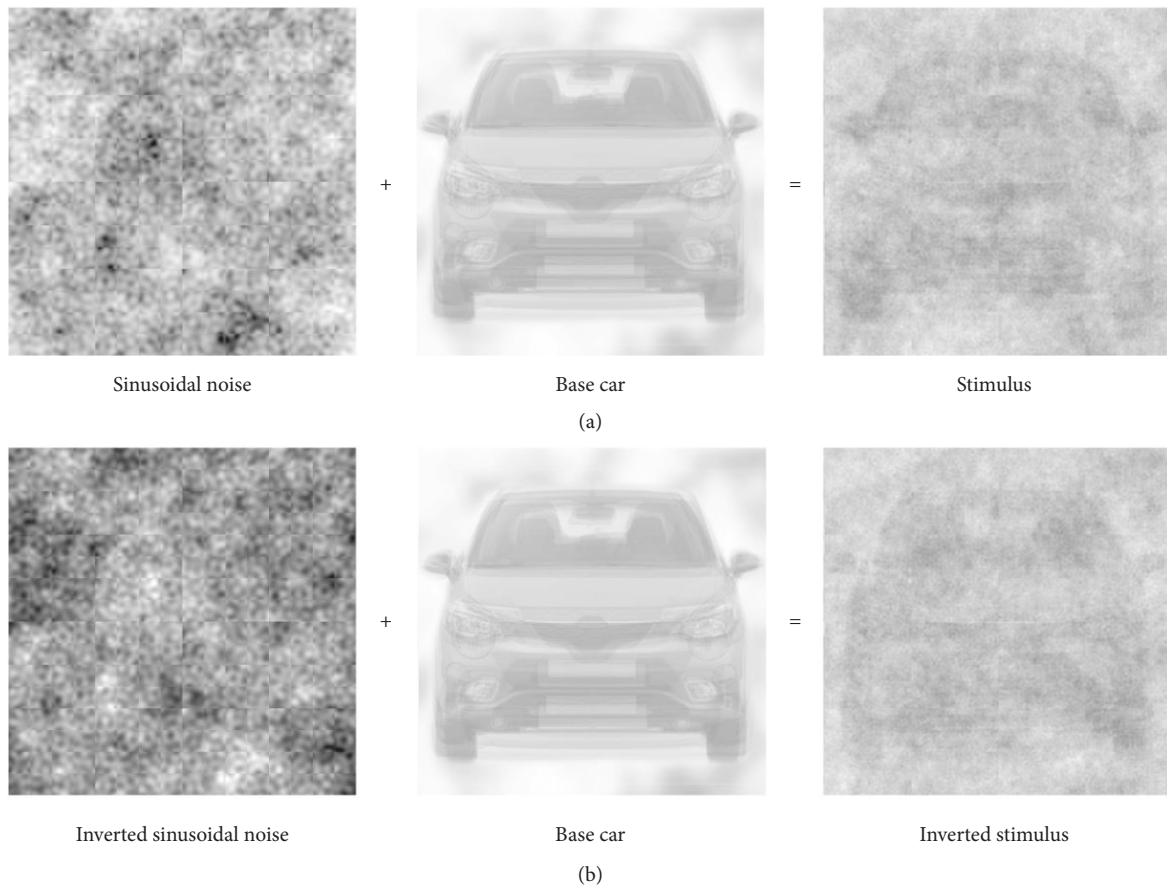 + =
Sinusoidal noise Base car Stimulus
(a)
+ =
Inverted sinusoidal noise Base car Inverted stimulus
(b)